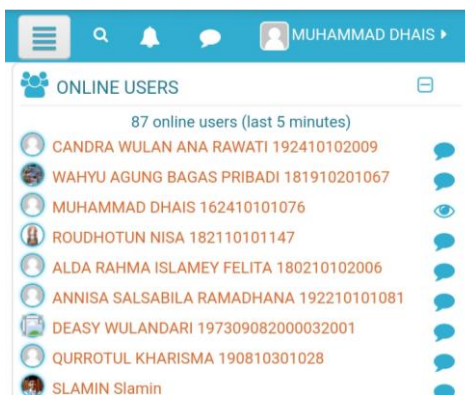 MUHAMMAD DHAIS
ONLINE USERS
87 online users (last 5 minutes)
CANDRA WULAN ANA RAWATI 192410102009
WAHYU AGUNG BAGAS PRIBADI 181910201067
MUHAMMAD DHAIS 162410101076
ROUDHOTUN NISA 182110101147
ALDA RAHMA ISLAMEY FELITA 180210102006
ANNISA SALSABILA RAMADHANA 192210101081
DEASY WULANDARI 197309082000032001
QURROTUL KHARISMA 190810301028
SLAMIN Slamin